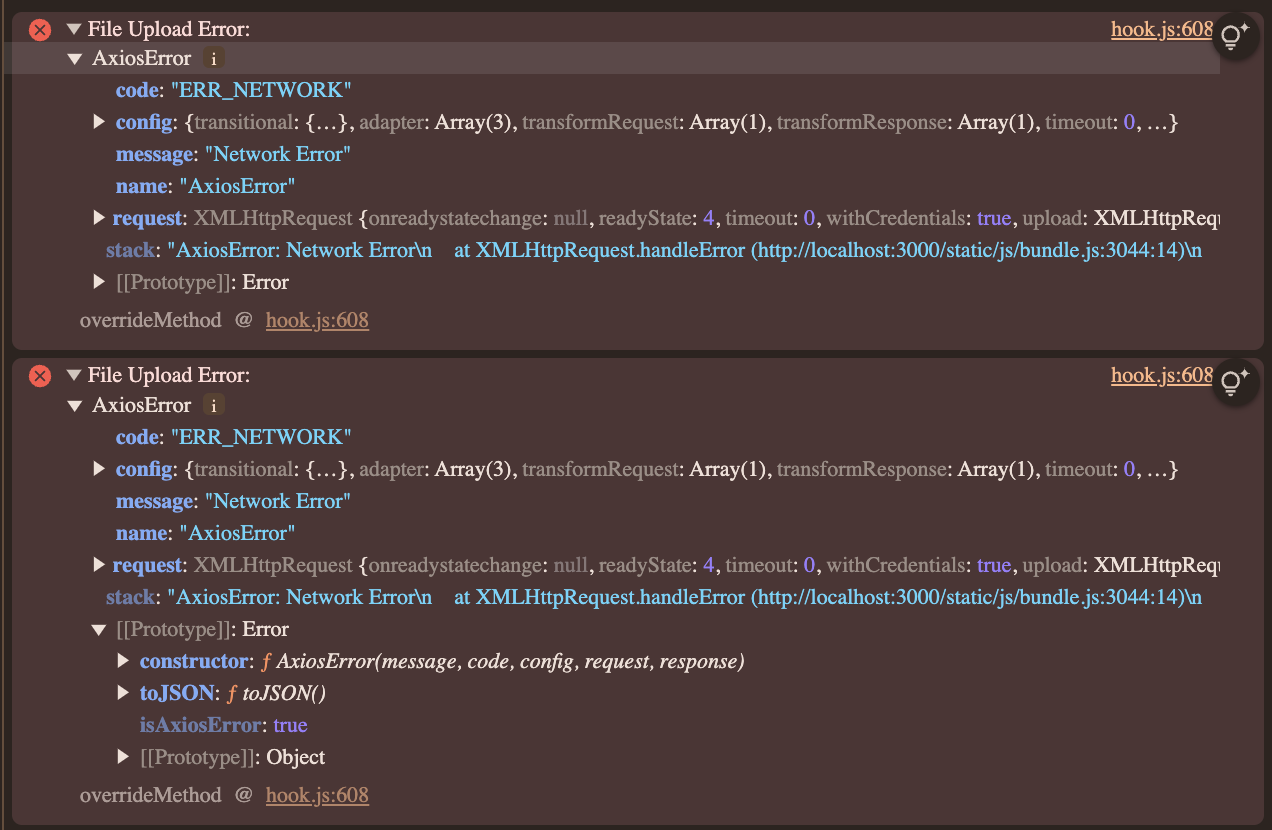 File Upload Error: hook.js:608
AxiosError i
code: "ERR_NETWORK"
config: {transitional: {…}, adapter: Array(3), transformRequest: Array(1), transformResponse: Array(1), timeout: 0, …}
message: "Network Error"
name: "AxiosError"
request: XMLHttpRequest {onreadystatechange: null, readyState: 4, timeout: 0, withCredentials: true, upload: XMLHttpReq
stack: "AxiosError: Network Error\n    at XMLHttpRequest.handleError (http://localhost:3000/static/js/bundle.js:3044:14)\n
[[Prototype]]: Error
overrideMethod @ hook.js:608
File Upload Error: hook.js:608
AxiosError i
code: "ERR_NETWORK"
config: {transitional: {…}, adapter: Array(3), transformRequest: Array(1), transformResponse: Array(1), timeout: 0, …}
message: "Network Error"
name: "AxiosError"
request: XMLHttpRequest {onreadystatechange: null, readyState: 4, timeout: 0, withCredentials: true, upload: XMLHttpReq
stack: "AxiosError: Network Error\n    at XMLHttpRequest.handleError (http://localhost:3000/static/js/bundle.js:3044:14)\n
[[Prototype]]: Error
constructor: ƒ AxiosError(message, code, config, request, response)
toJSON: ƒ toJSON()
isAxiosError: true
[[Prototype]]: Object
overrideMethod @ hook.js:608